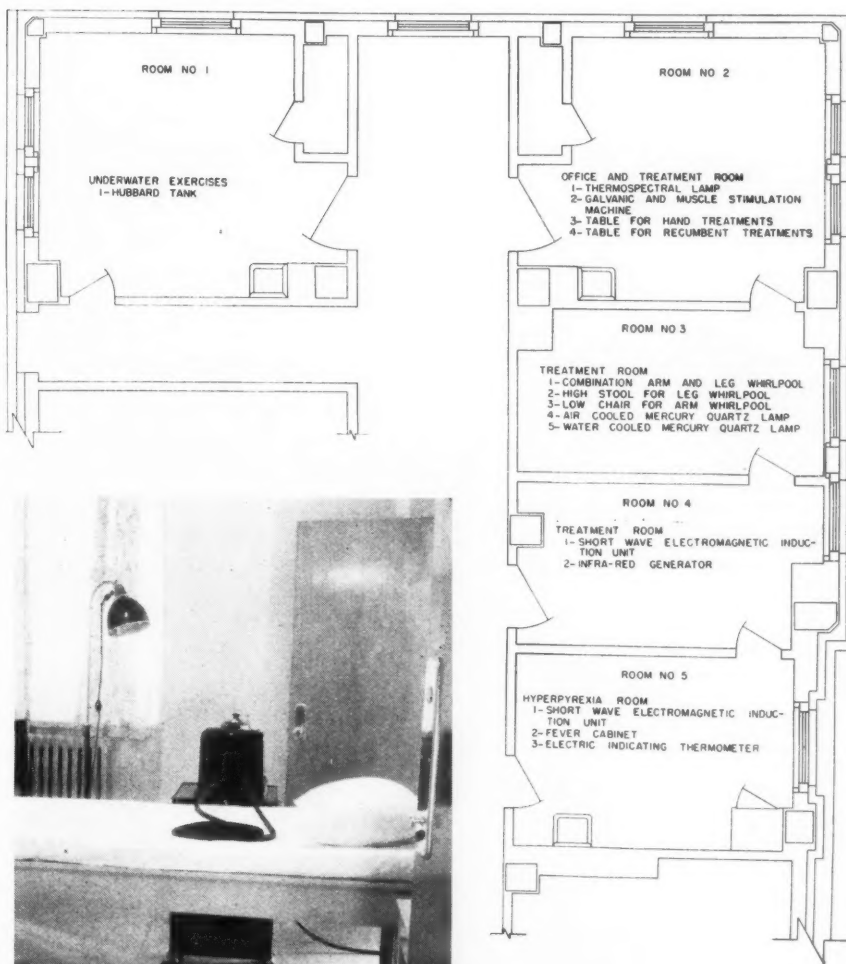 ROOM NO 1
UNDERWATER EXERCISES
1-HUBBARD TANK
ROOM NO 2
OFFICE AND TREATMENT ROOM
1-THERMOSPECTRAL LAMP
2-GALVANIC AND MUSCLE STIMULATION
MACHINE
3-TABLE FOR HAND TREATMENTS
4-TABLE FOR RECUMBENT TREATMENTS
ROOM NO 3
TREATMENT ROOM
1-COMBINATION ARM AND LEG WHIRLPOOL
2-HIGH STOOL FOR LEG WHIRLPOOL
3-LOW CHAIR FOR ARM WHIRLPOOL
4-AIR COOLED MERCURY QUARTZ LAMP
5-WATER COOLED MERCURY QUARTZ LAMP
ROOM NO 4
TREATMENT ROOM
1-SHORT WAVE ELECTROMAGNETIC INDUC-
TION UNIT
2-INFRA-RED GENERATOR
ROOM NO 5
HYPERPYREXIA ROOM
1-SHORT WAVE ELECTROMAGNETIC INDUC-
TION UNIT
2-FEVER CABINET
3-ELECTRIC INDICATING THERMOMETER